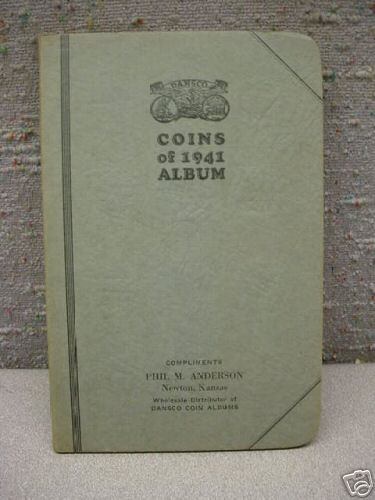 DANSCO
COINS
of 1941
ALBUM
COMPLIMENTS
PHIL M. ANDERSON
Newton, Kansas
Wholesale Distributor of
DANSCO COIN ALBUMS